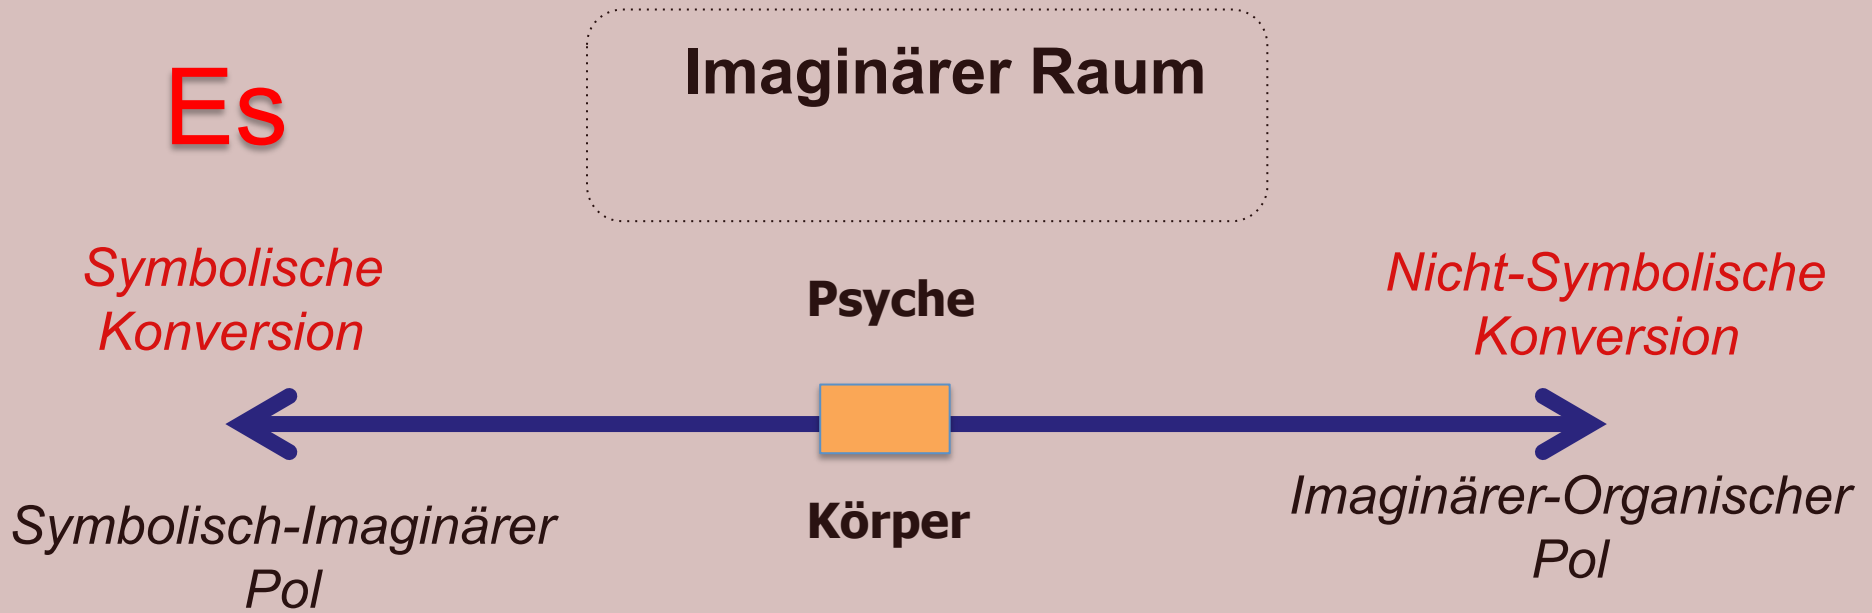 Imaginärer Raum
Es
Symbolische
Konversion
Psyche
Nicht-Symbolische
Konversion
Symbolisch-Imaginärer
Pol
Körper
Imaginärer-Organischer
Pol